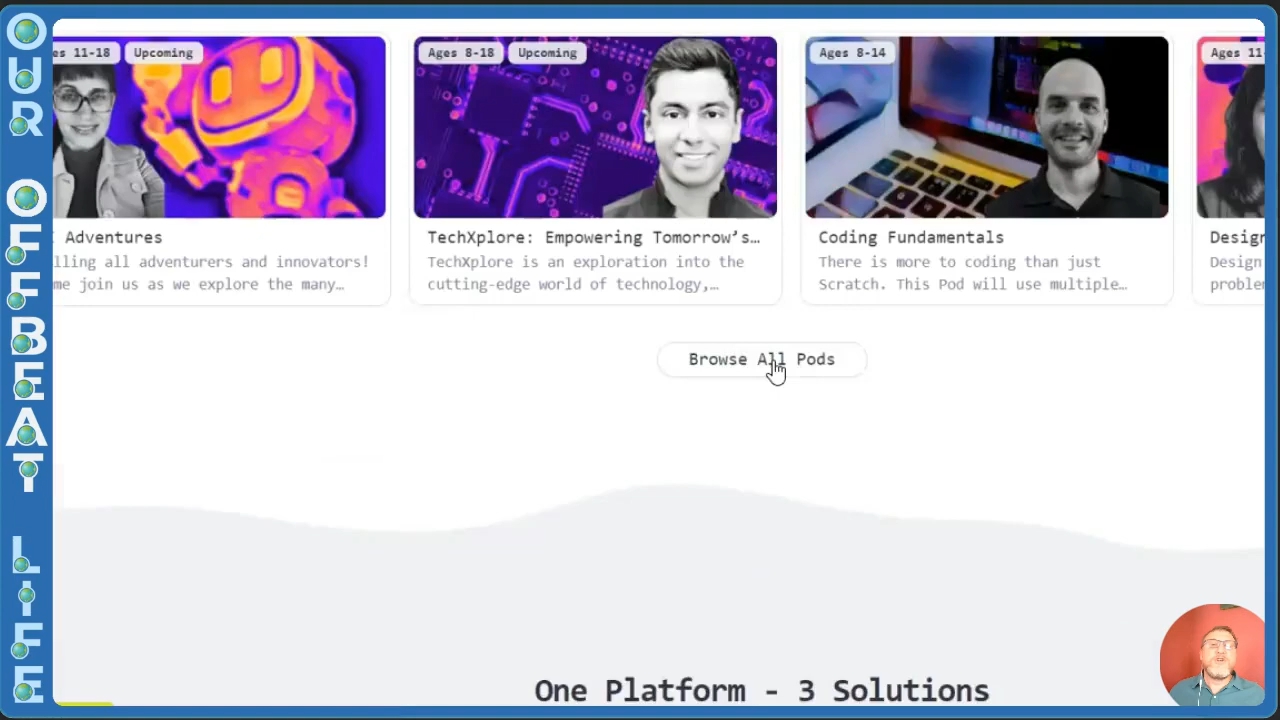 OUR OFFBEAT LIFE
es 11-18
Upcoming
Ages 8-18
Upcoming
Ages 8-14
Ages 11-
Adventures
lling all adventurers and innovators!
me join us as we explore the many…
TechXplore: Empowering Tomorrow’s…
TechXplore is an exploration into the
cutting-edge world of technology,…
Coding Fundamentals
There is more to coding than just
Scratch. This Pod will use multiple…
Design
Design
proble
Browse All Pods
One Platform - 3 Solutions